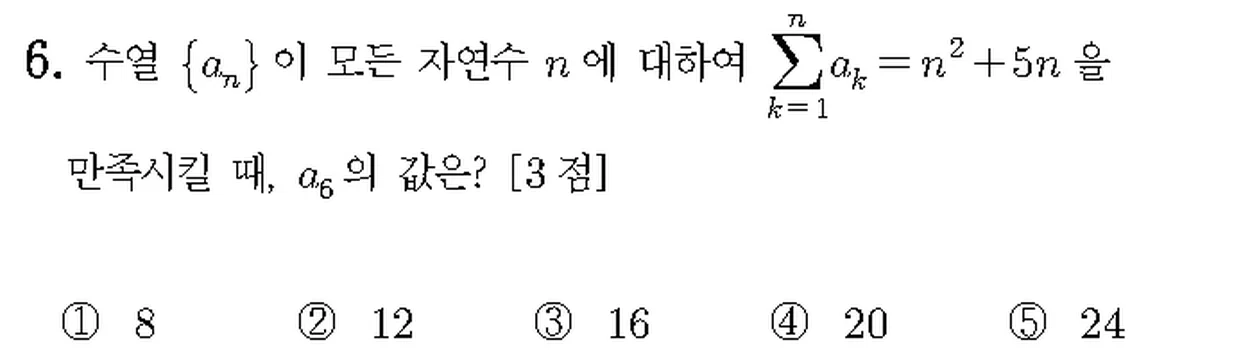 6. 수열 {aₙ}이 모든 자연수 n에 대하여 ∑ₖ₌₁ⁿ aₖ = n² + 5n 을
만족시킬 때, a₆의 값은? [3점]
① 8 ② 12 ③ 16 ④ 20 ⑤ 24